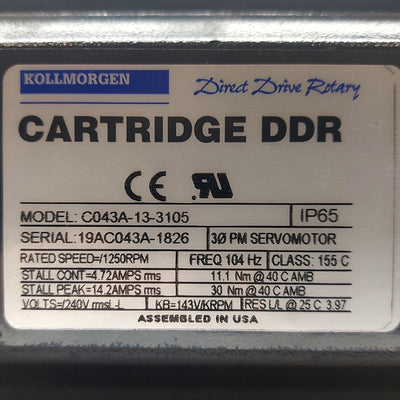 KOLLMORGEN
Direct Drive Rotary
CARTRIDGE DDR
CE RU
MODEL: C043A-13-3105 IP65
SERIAL: 19AC043A-1826 3Ø PM SERVOMOTOR
RATED SPEED=/1250RPM FREQ 104 Hz CLASS: 155 C
STALL CONT=4.72AMPS rms 11.1 Nm @ 40 C AMB
STALL PEAK=14.2AMPS rms 30 Nm @ 40 C AMB
VOLTS=/240V rms L-L KB=143V/KRPM RES L/L @ 25 C 3.97
ASSEMBLED IN USA